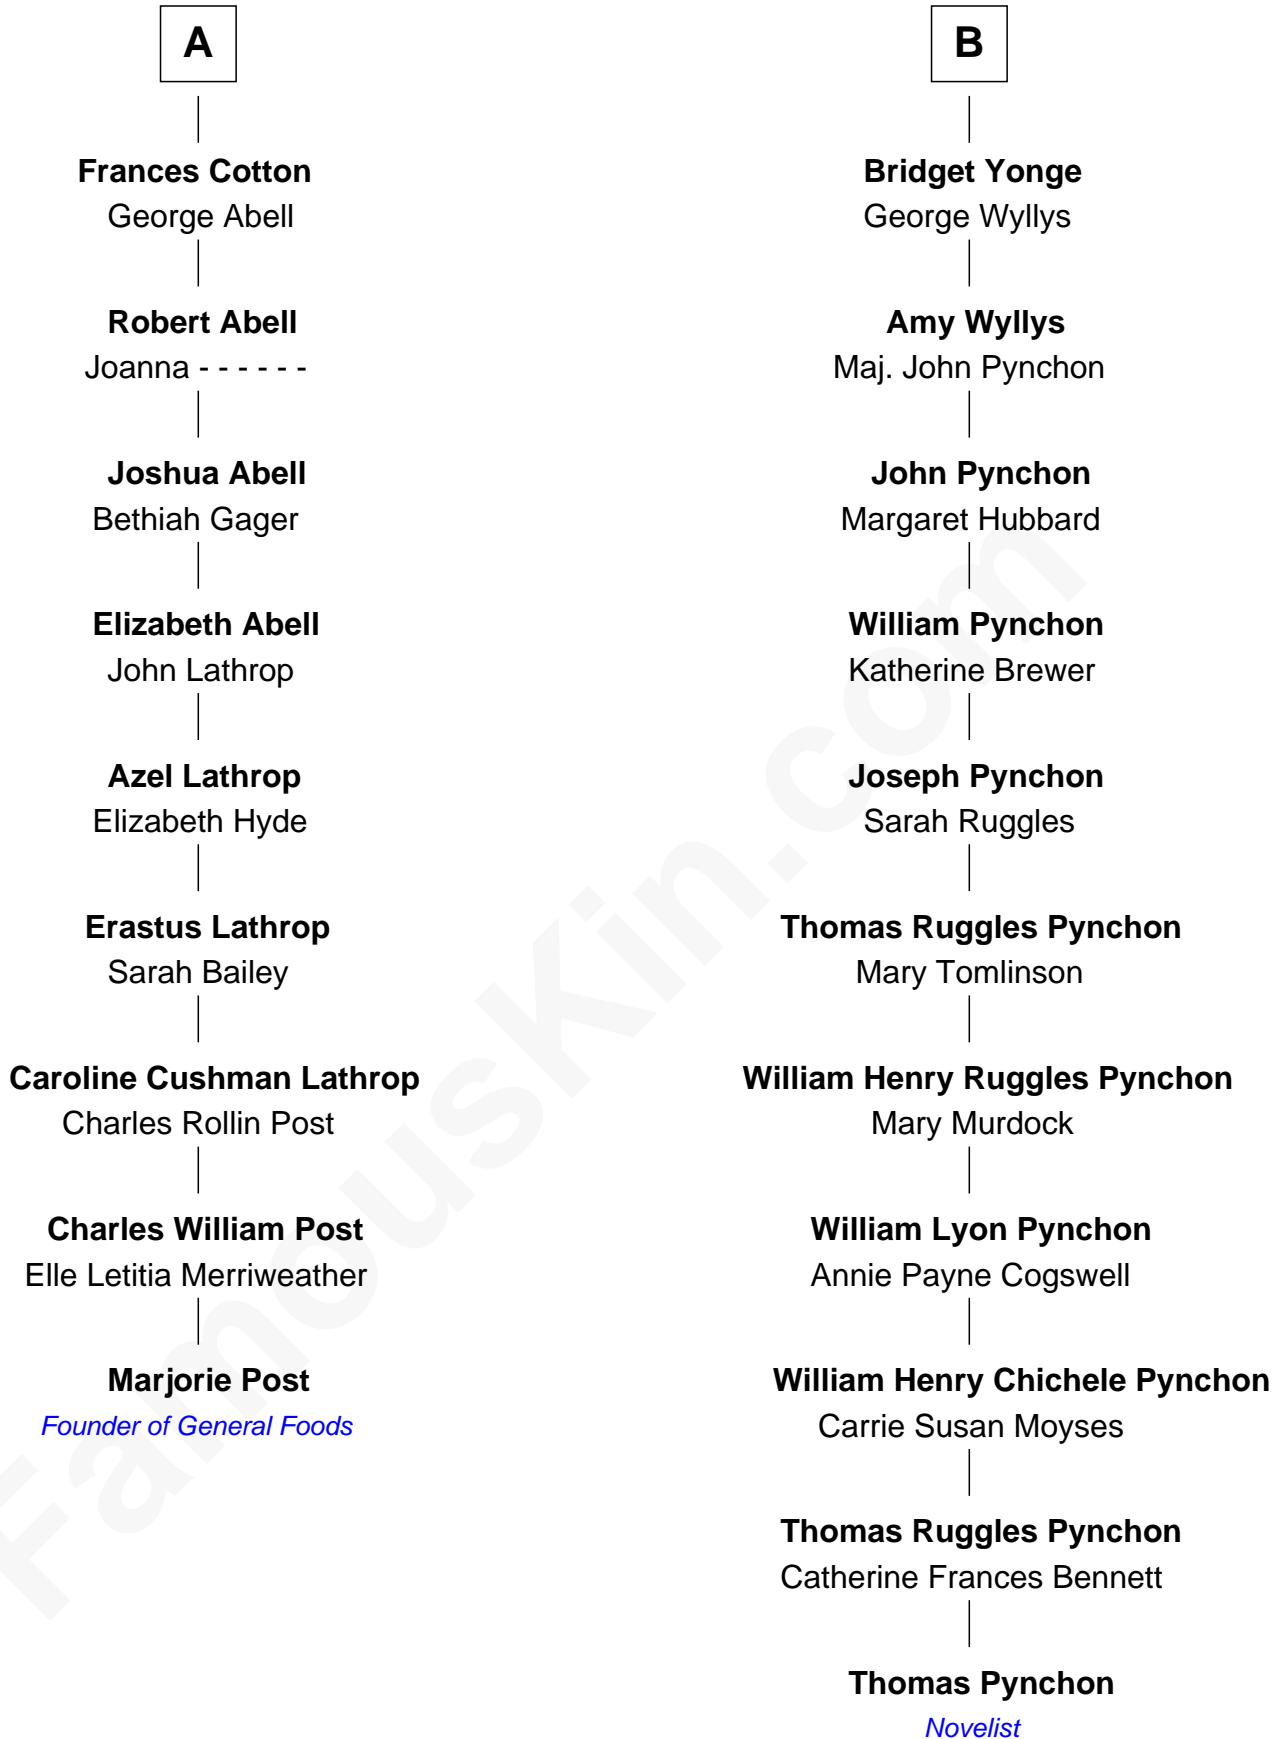 A
Frances Cotton
George Abell
Robert Abell
Joanna - - - - - -
Joshua Abell
Bethiah Gager
Elizabeth Abell
John Lathrop
Azel Lathrop
Elizabeth Hyde
Erastus Lathrop
Sarah Bailey
Caroline Cushman Lathrop
Charles Rollin Post
Charles William Post
Elle Letitia Merriweather
Marjorie Post
Founder of General Foods
B
Bridget Yonge
George Wyllys
Amy Wyllys
Maj. John Pynchon
John Pynchon
Margaret Hubbard
William Pynchon
Katherine Brewer
Joseph Pynchon
Sarah Ruggles
Thomas Ruggles Pynchon
Mary Tomlinson
William Henry Ruggles Pynchon
Mary Murdock
William Lyon Pynchon
Annie Payne Cogswell
William Henry Chichele Pynchon
Carrie Susan Moyses
Thomas Ruggles Pynchon
Catherine Frances Bennett
Thomas Pynchon
Novelist
FamousKin.com